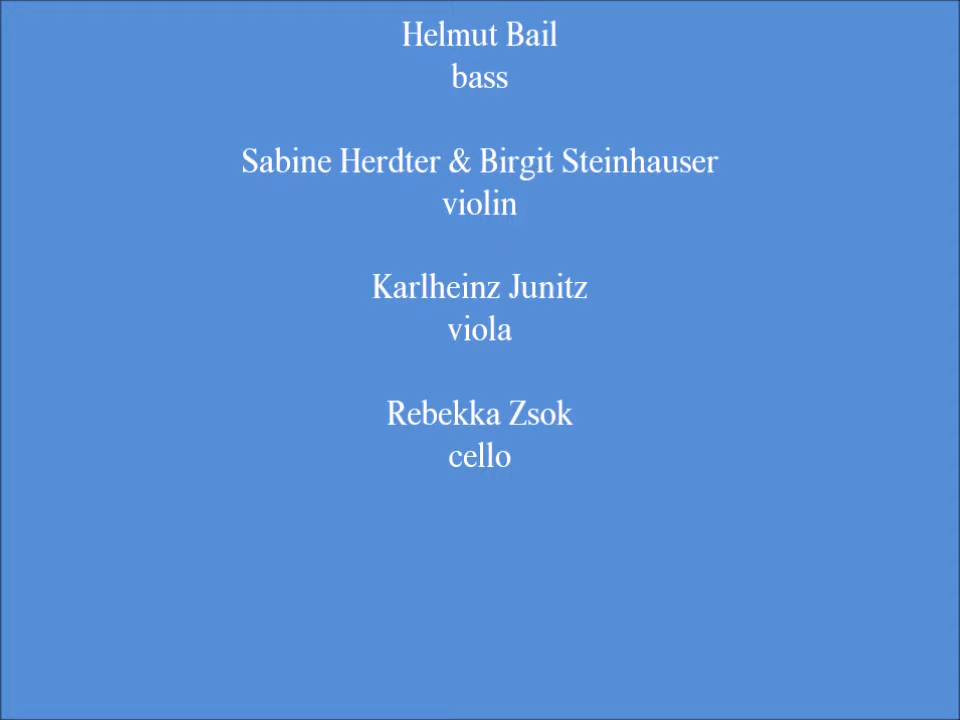 Helmut Bail
bass
Sabine Herdter & Birgit Steinhauser
violin
Karlheinz Junitz
viola
Rebekka Zsok
cello